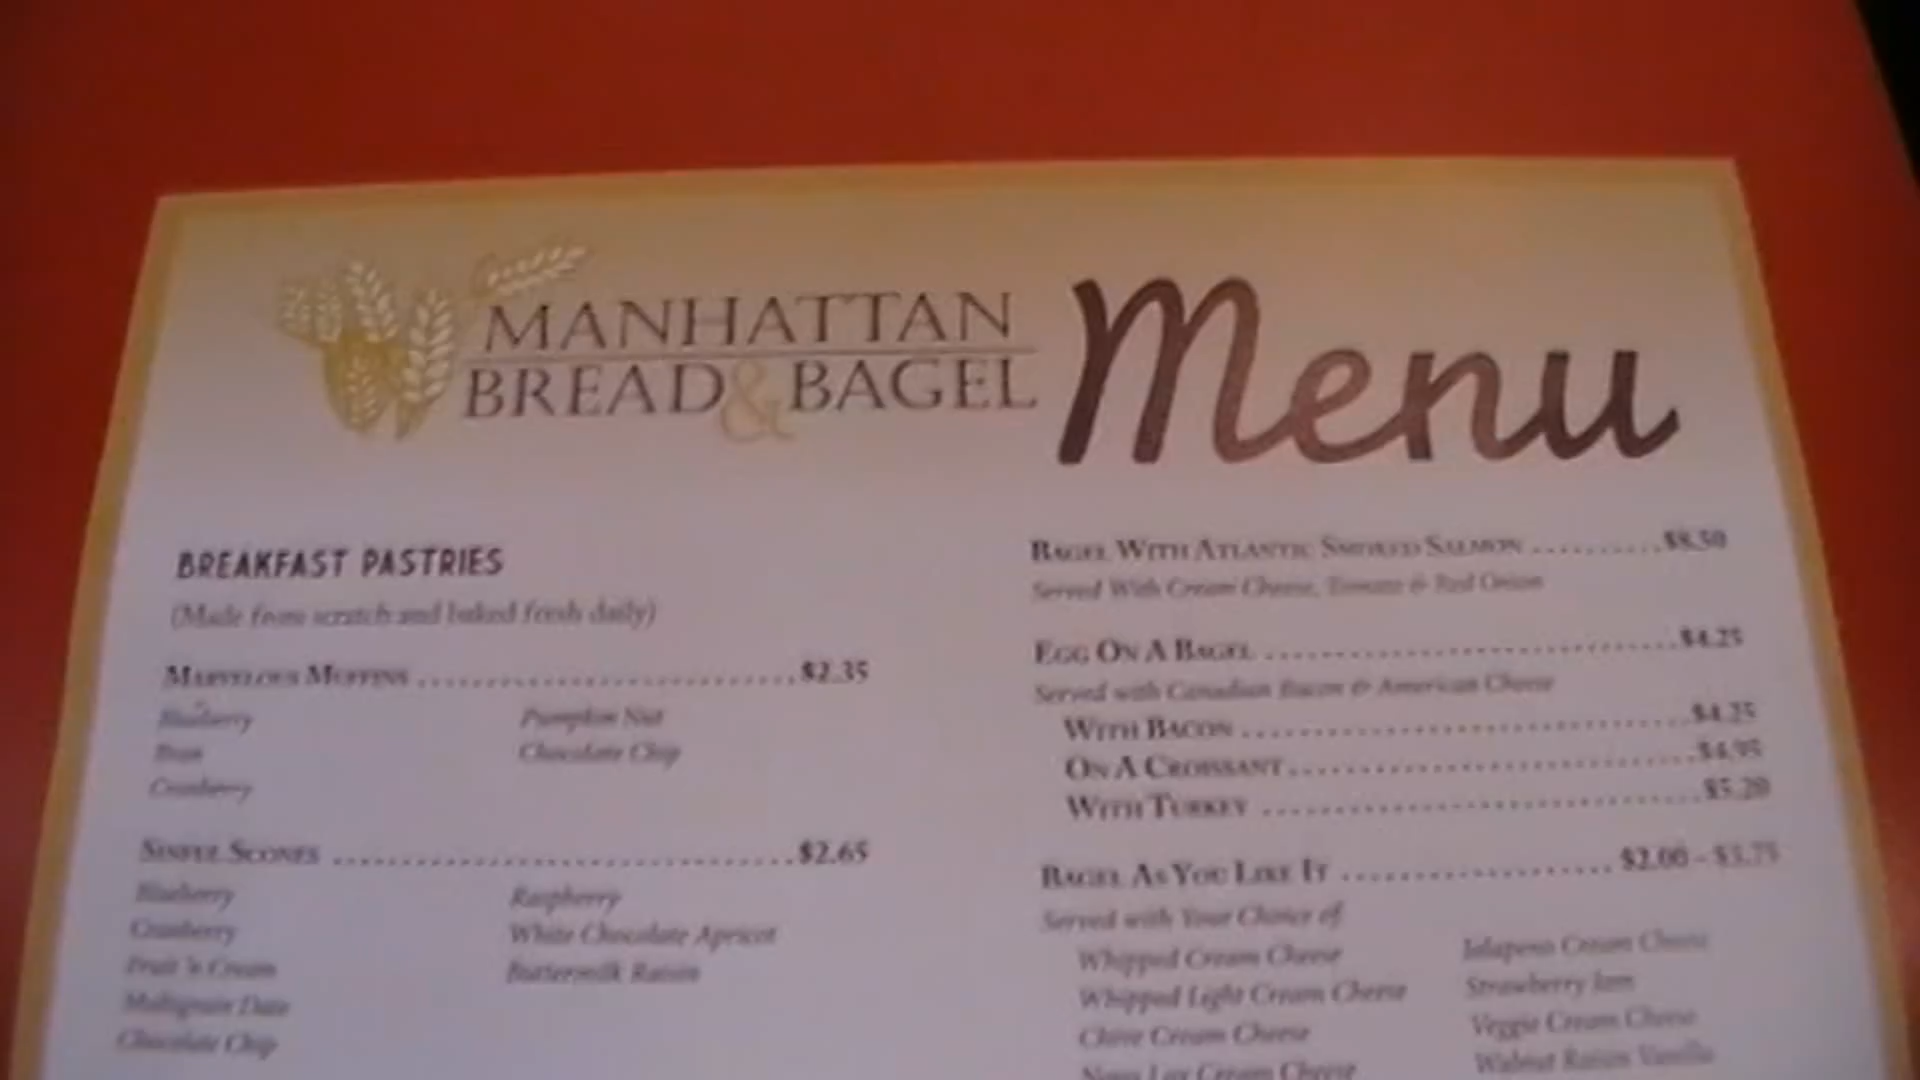 MANHATTAN
BREAD & BAGEL
Menu
BREAKFAST PASTRIES
(Made from scratch and baked fresh daily)
MARVELOUS MUFFINS ........................... $2.35
Blueberry
Bran
Cranberry
Pumpkin Nut
Chocolate Chip
SINFUL SCONES ................................. $2.65
Blueberry
Cranberry
Fruit 'n Cream
Multigrain Date
Chocolate Chip
Raspberry
White Chocolate Apricot
Buttermilk Raisin
BAGEL WITH ATLANTIC SMOKED SALMON .......... $8.50
Served With Cream Cheese, Tomato & Red Onion
EGG ON A BAGEL .............................. $4.25
Served with Canadian Bacon & American Cheese
WITH BACON ................................ $4.25
ON A CROISSANT ............................. $4.95
WITH TURKEY ............................... $5.20
BAGEL AS YOU LIKE IT .................. $2.00 - $3.75
Served with Your Choice of
Whipped Cream Cheese
Whipped Light Cream Cheese
Chive Cream Cheese
Nova Lox Cream Cheese
Jalapeno Cream Cheese
Strawberry Jam
Veggie Cream Cheese
Walnut Raisin Vanilla